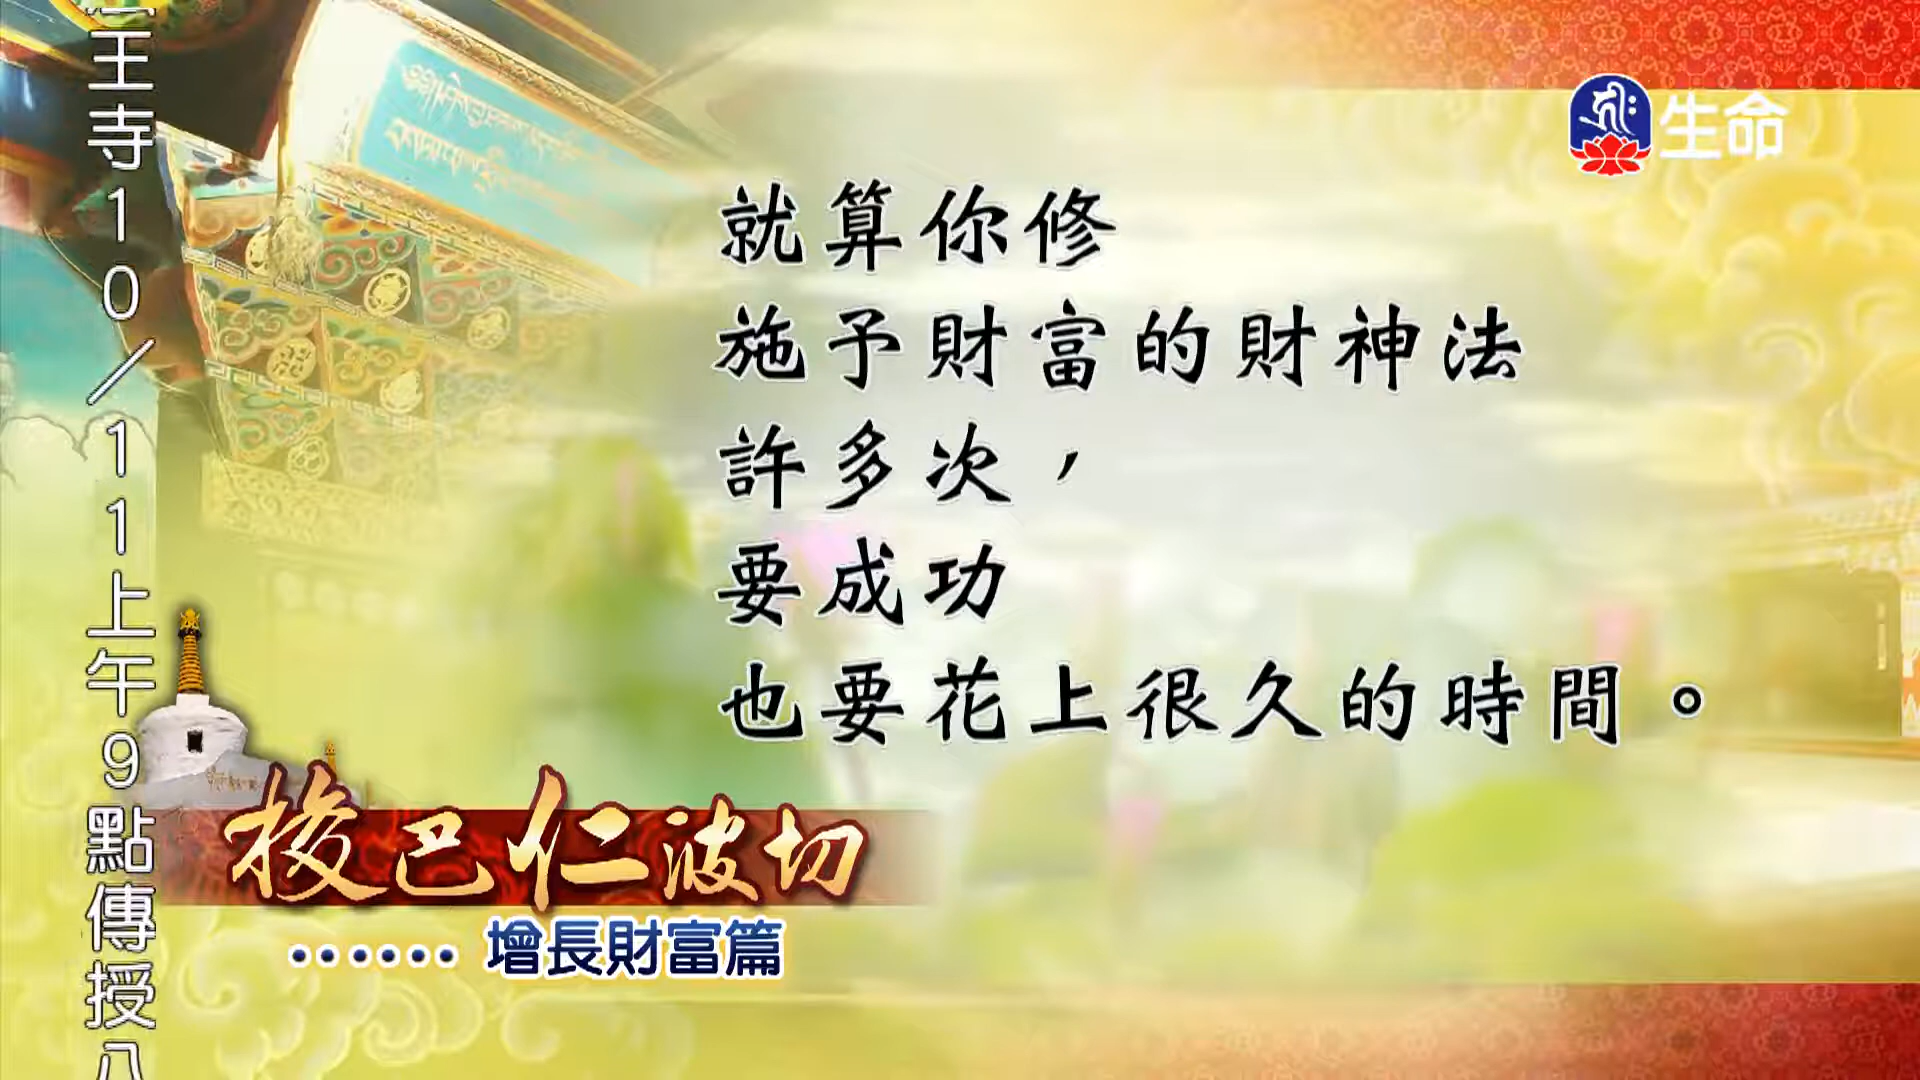 生命
就算你修
施予財富的財神法
許多次，
要成功
也要花上很久的時間。
梭巴仁波切
······ 增長財富篇
王寺10/11上午9點傳授八